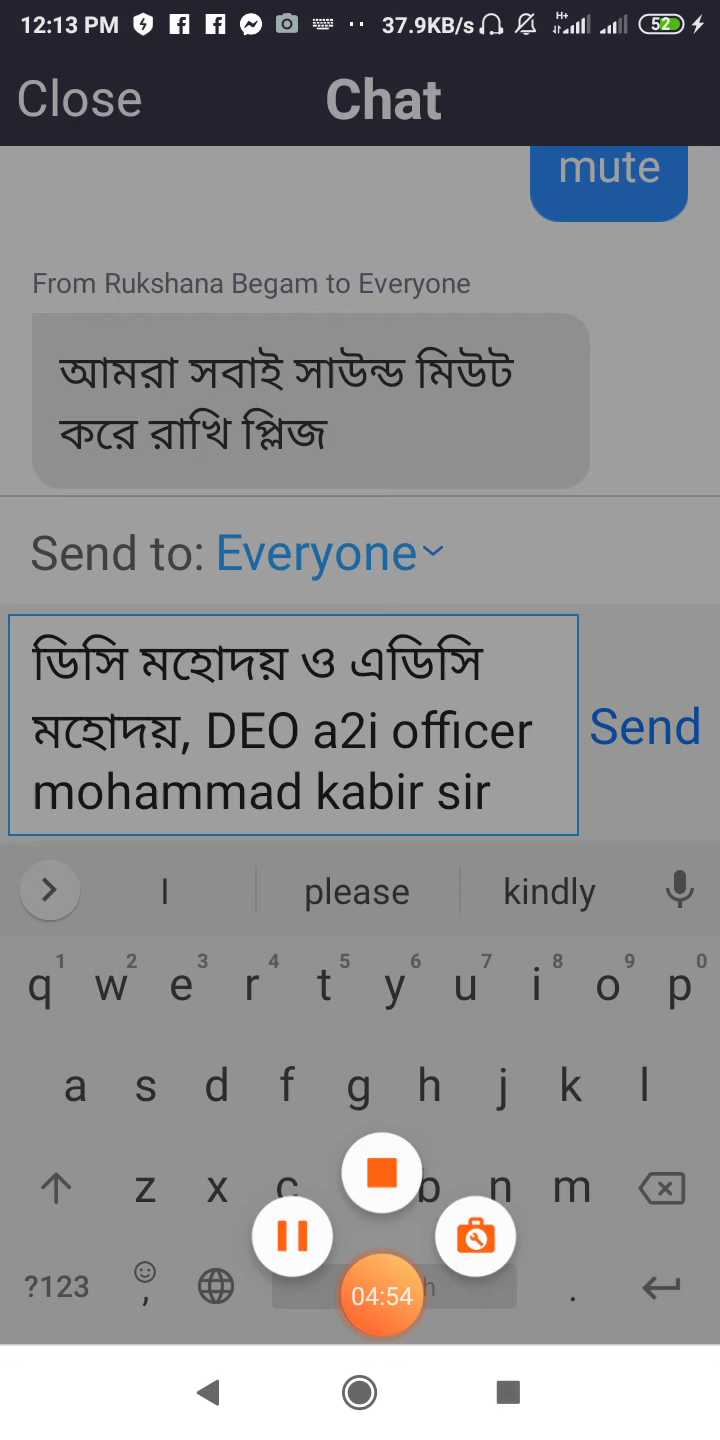 12:13 PM 37.9KB/s H+ 52
Close Chat
mute
From Rukshana Begam to Everyone
আমরা সবাই সাউন্ড মিউট
করে রাখি প্লিজ
Send to: Everyone
ডিসি মহোদয় ও এডিসি
মহোদয়, DEO a2i officer
mohammad kabir sir
Send
I please kindly
1 2 3 4 5 6 7 8 9 0
q w e r t y u i o p
a s d f g h j k l
z x c b n m
?123 , h .
04:54